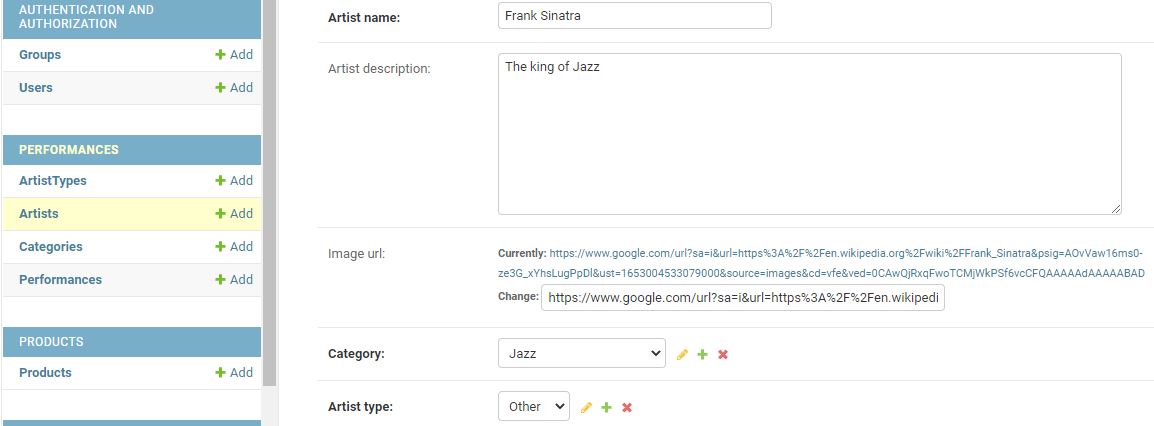 AUTHENTICATION AND
AUTHORIZATION
Groups + Add
Users + Add
PERFORMANCES
ArtistTypes + Add
Artists + Add
Categories + Add
Performances + Add
PRODUCTS
Products + Add
Artist name: Frank Sinatra
Artist description: The king of Jazz
Image url: Currently: https://www.google.com/url?sa=i&url=https%3A%2F%2Fen.wikipedia.org%2Fwiki%2FFrank_Sinatra&psig=AOvVaw16ms0-
ze3G_xYhsLugPpDl&ust=1653004533079000&source=images&cd=vfe&ved=0CAwQjRxqFwoTCMjWkPSf6vcCFQAAAAAdAAAAABAD
Change: https://www.google.com/url?sa=i&url=https%3A%2F%2Fen.wikipedi
Category: Jazz
Artist type: Other